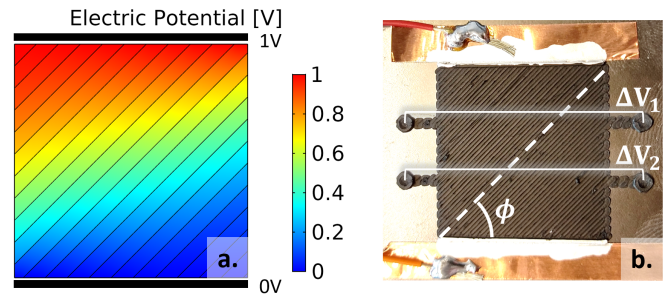 Electric Potential [V]
1V
1
0.8
0.6
0.4
0.2
0
a.
0V
ΔV₁
ΔV₂
ϕ
b.